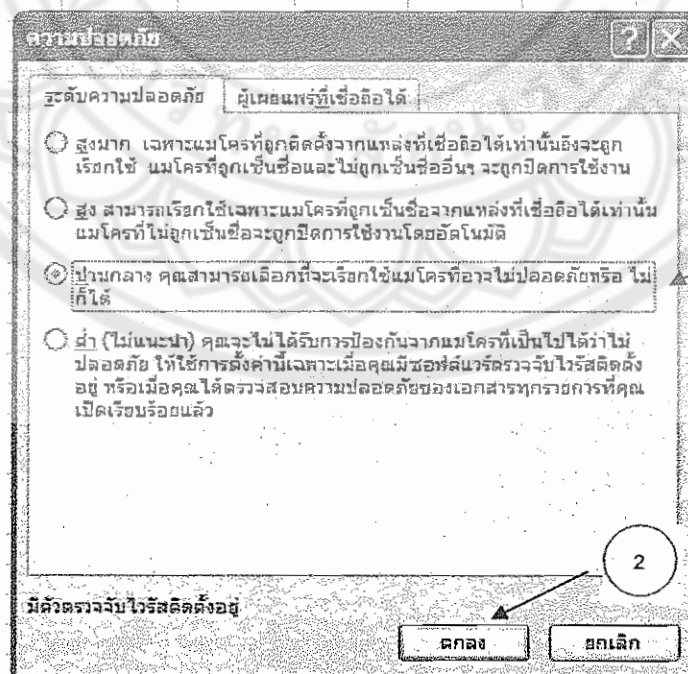 ความปลอดภัย
ระดับความปลอดภัย ผู้เผยแพร่ที่เชื่อถือได้
สูงมาก เฉพาะแมโครที่ถูกติดตั้งจากแหล่งที่เชื่อถือได้เท่านั้นถึงจะถูก
เรียกใช้ แมโครที่ถูกเซ็นชื่อและไม่ถูกเซ็นชื่ออื่นๆ จะถูกปิดการใช้งาน
สูง สามารถเรียกใช้เฉพาะแมโครที่ถูกเซ็นชื่อจากแหล่งที่เชื่อถือได้เท่านั้น
แมโครที่ไม่ถูกเซ็นชื่อจะถูกปิดการใช้งานโดยอัตโนมัติ
ปานกลาง คุณสามารถเลือกที่จะเรียกใช้แมโครที่อาจไม่ปลอดภัยหรือ ไม่
ก็ได้
ต่ำ (ไม่แนะนำ) คุณจะไม่ได้รับการป้องกันจากแมโครที่เป็นไปได้ว่าไม่
ปลอดภัย ให้ใช้การตั้งค่านี้เฉพาะเมื่อคุณมีซอฟต์แวร์ตรวจจับไวรัสติดตั้ง
อยู่ หรือเมื่อคุณได้ตรวจสอบความปลอดภัยของเอกสารทุกรายการที่คุณ
เปิดเรียบร้อยแล้ว
2
มีตัวตรวจจับไวรัสติดตั้งอยู่
ตกลง ยกเลิก